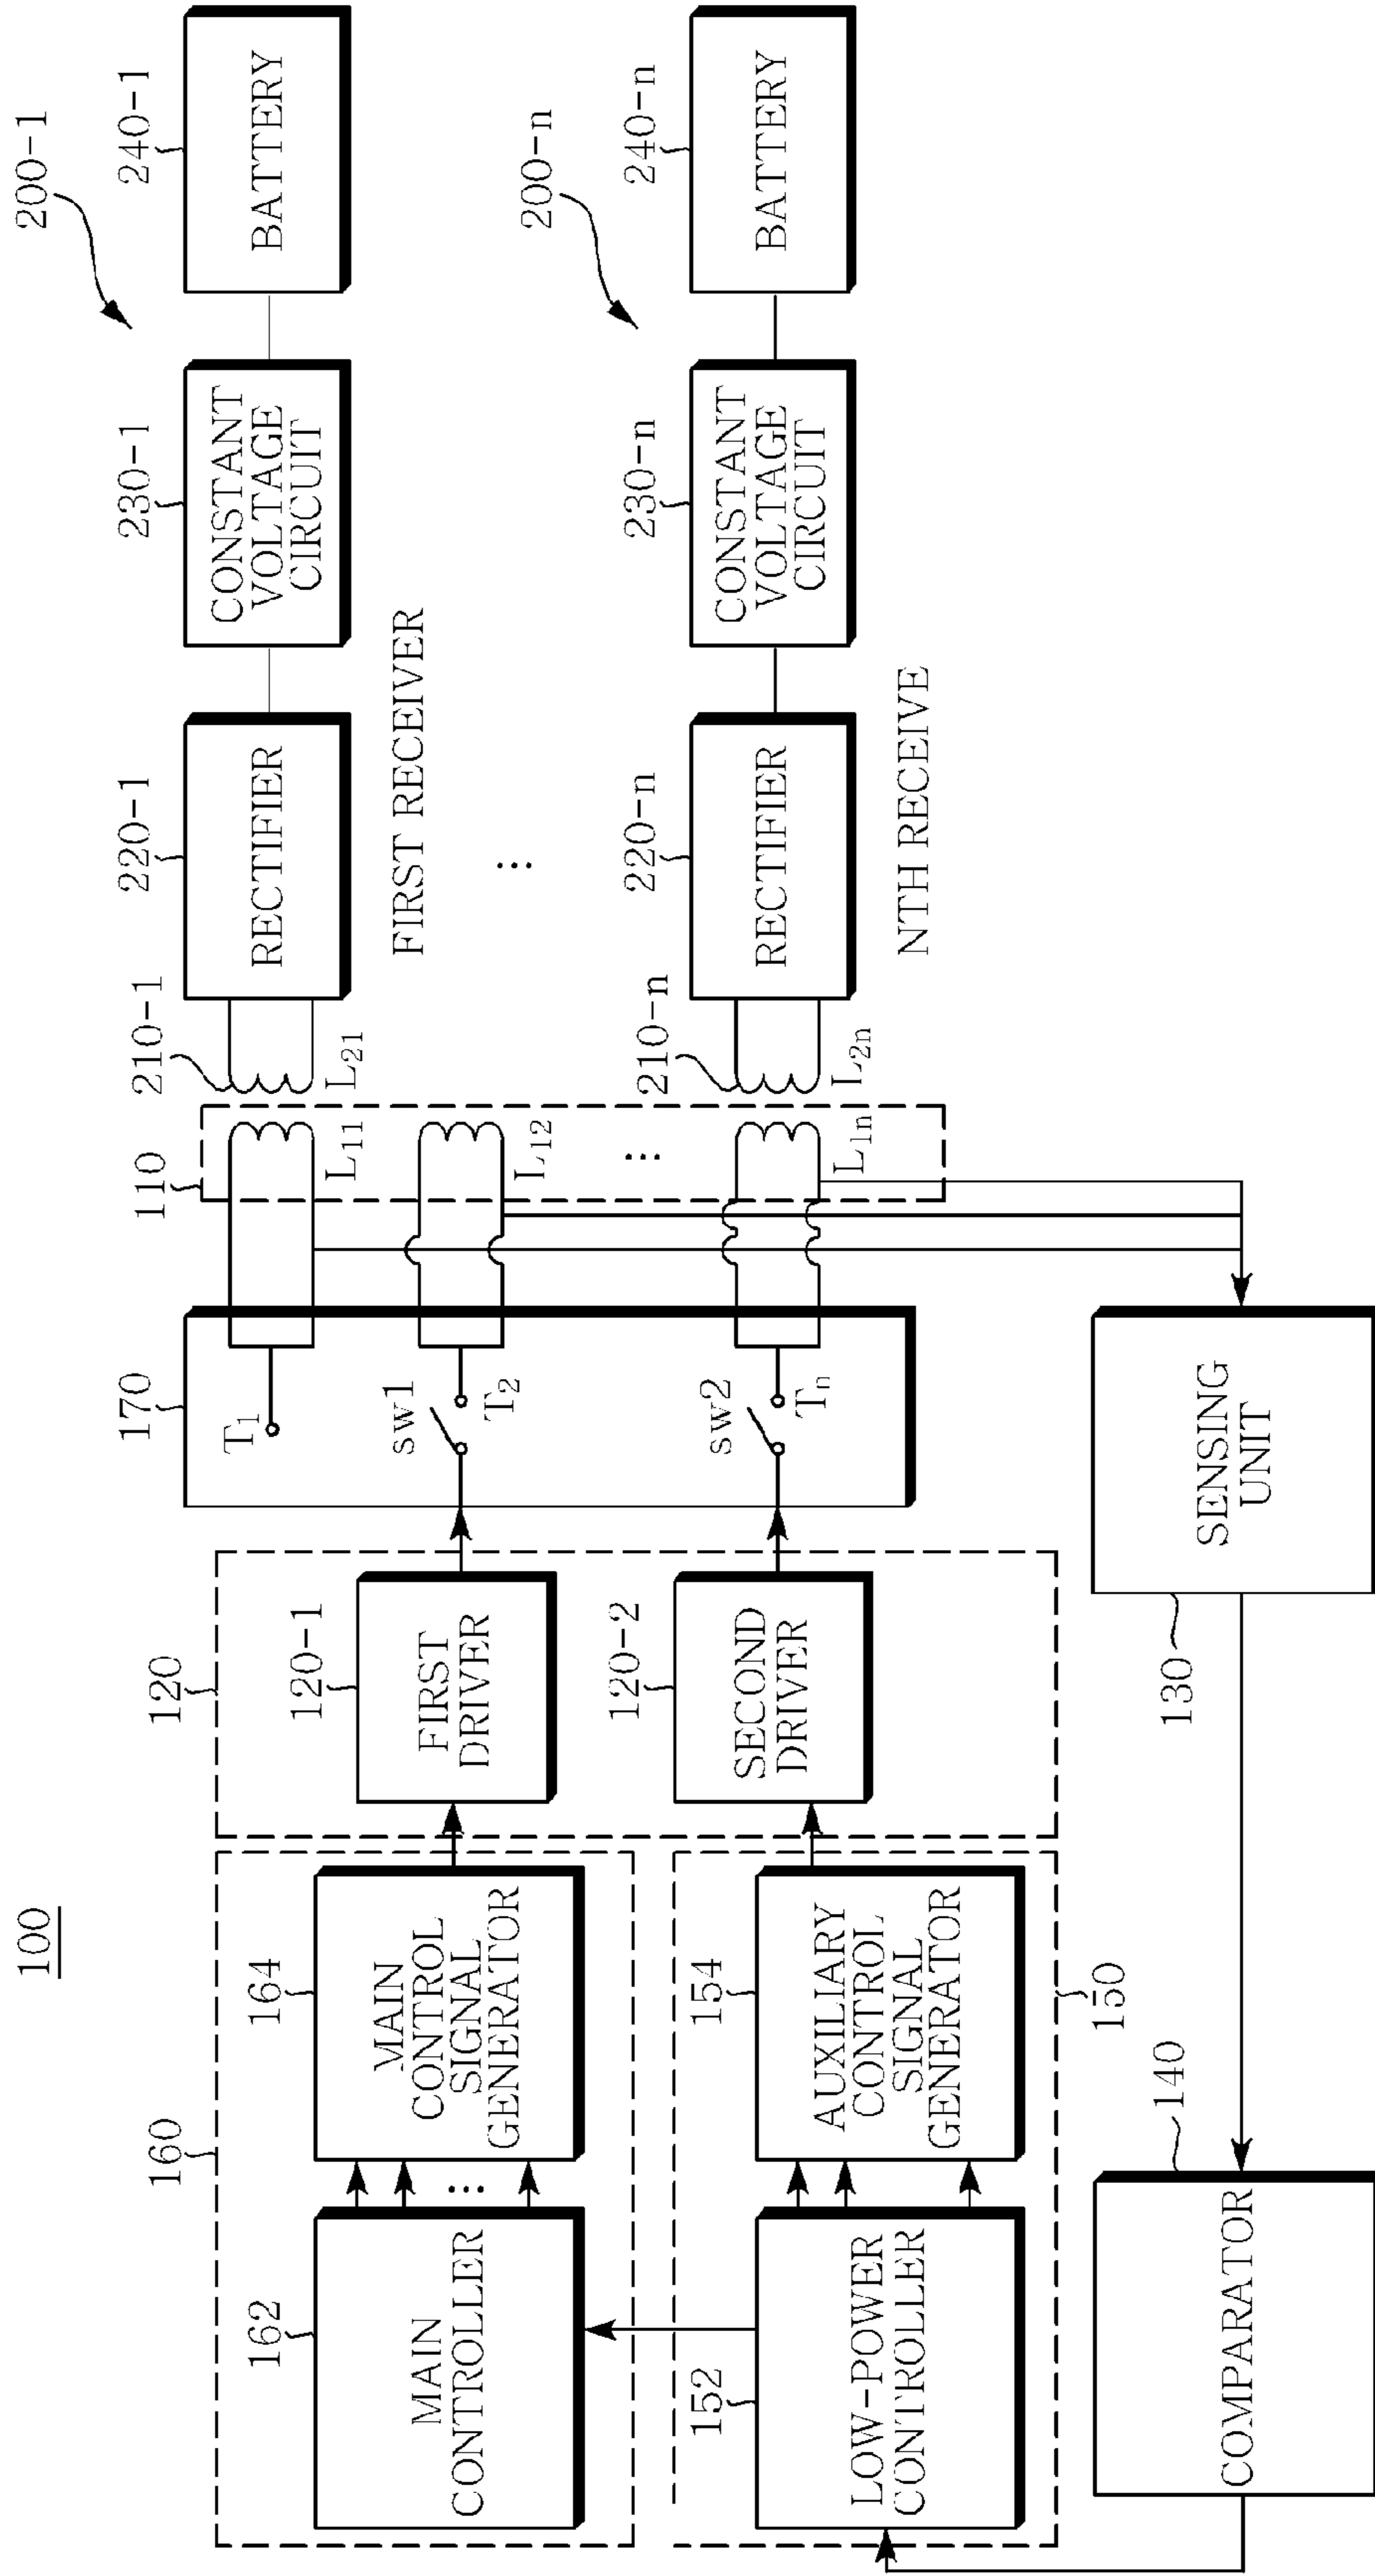 100
200-1
240-1
BATTERY
230-1
CONSTANT
VOLTAGE
CIRCUIT
220-1
RECTIFIER
210-1
L21
FIRST RECEIVER
...
200-n
240-n
BATTERY
230-n
CONSTANT
VOLTAGE
CIRCUIT
220-n
RECTIFIER
210-n
L2n
NTH RECEIVE
110
L11
L12
...
L1n
170
T1
sw1
T2
sw2
Tn
120
120-1
FIRST
DRIVER
120-2
SECOND
DRIVER
160
164
MAIN
CONTROL
SIGNAL
GENERATOR
...
162
MAIN
CONTROLLER
154
AUXILIARY
CONTROL
SIGNAL
GENERATOR
150
152
LOW-POWER
CONTROLLER
130
SENSING
UNIT
140
COMPARATOR